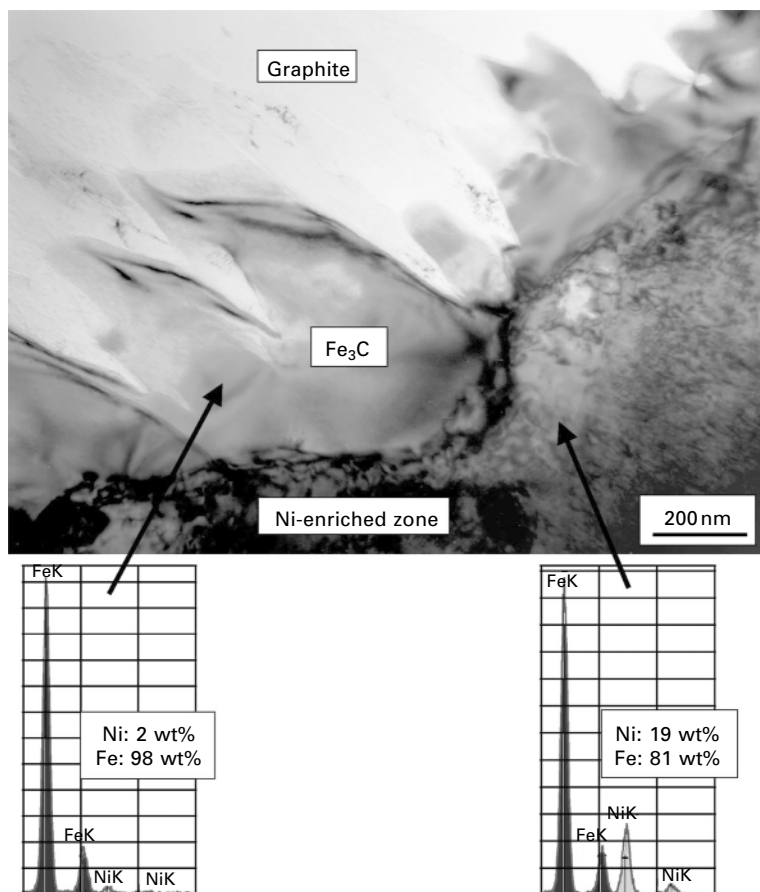 Graphite
Fe₃C
Ni-enriched zone
200 nm
FeK
Ni: 2 wt%
Fe: 98 wt%
FeK
NiK
NiK
FeK
Ni: 19 wt%
Fe: 81 wt%
NiK
FeK
NiK